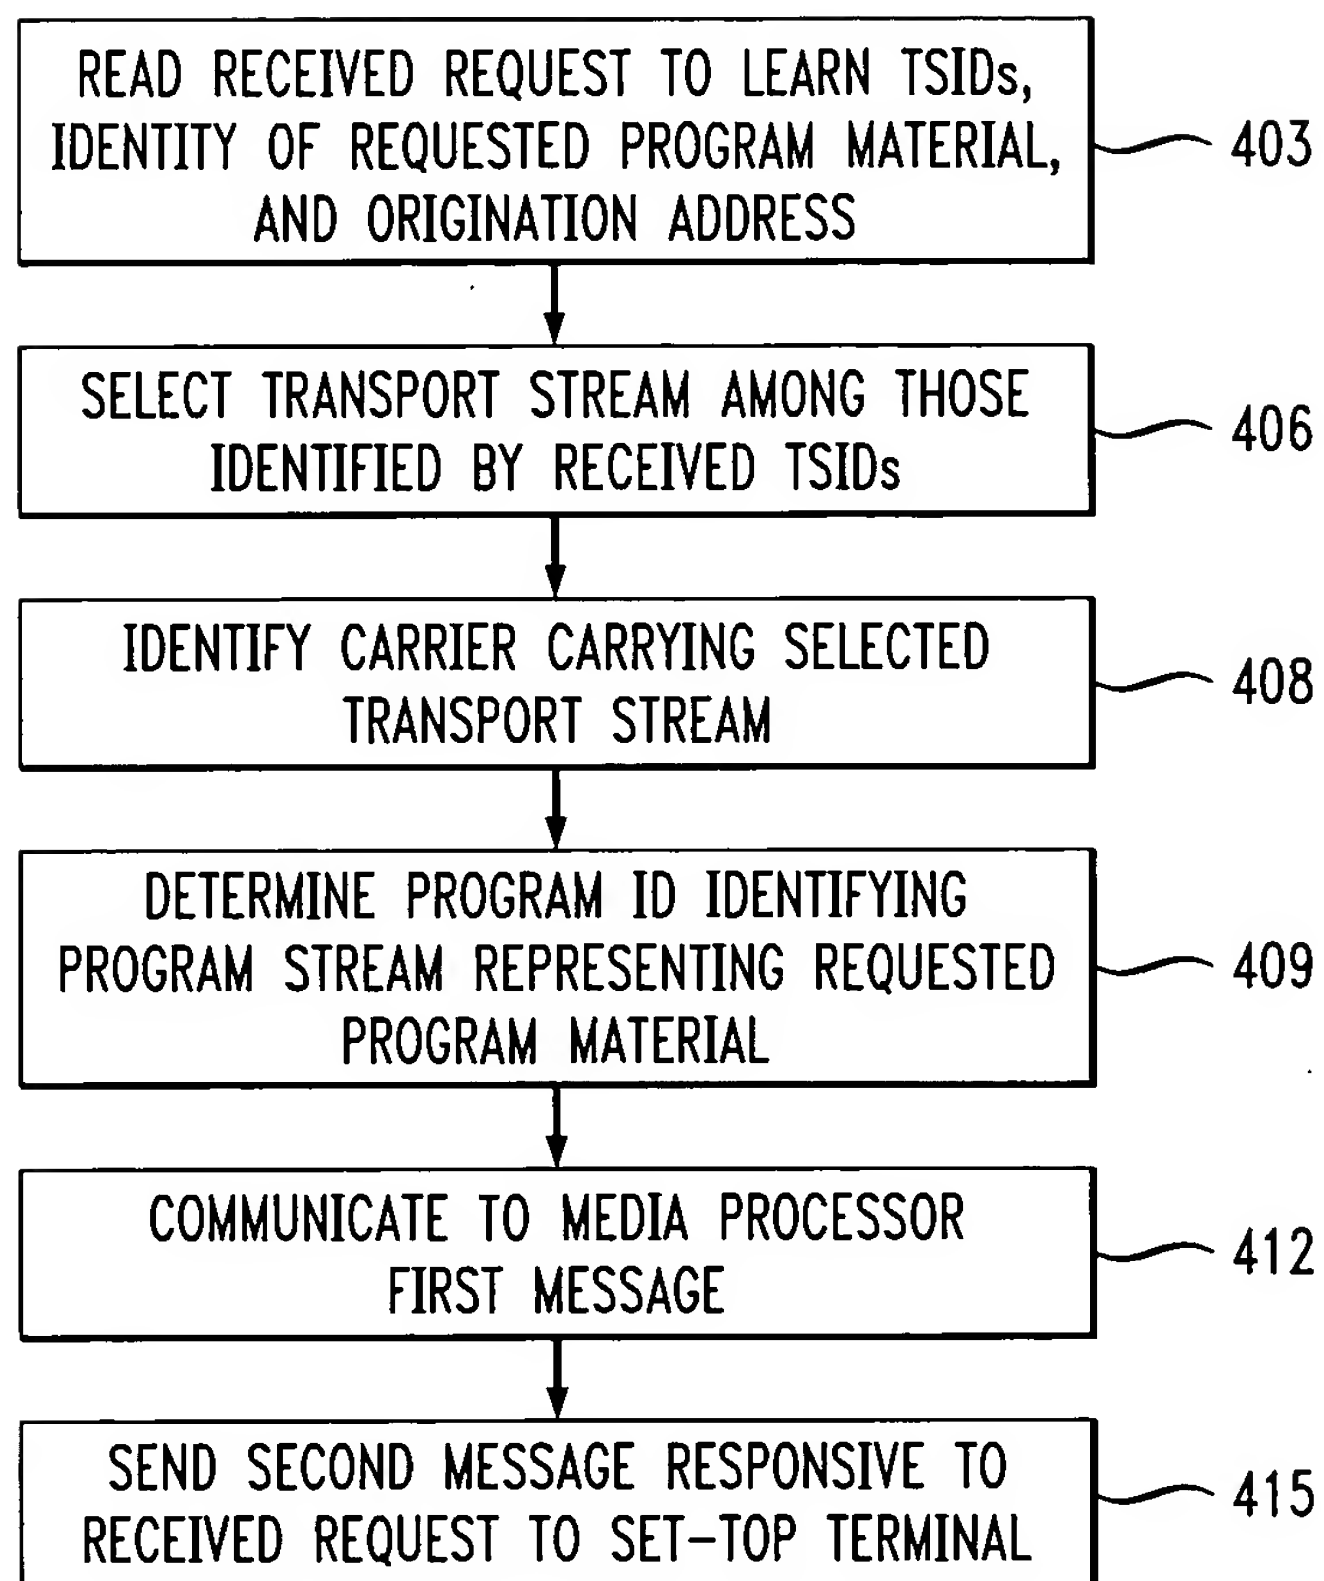 READ RECEIVED REQUEST TO LEARN TSIDs,
IDENTITY OF REQUESTED PROGRAM MATERIAL,
AND ORIGINATION ADDRESS
403
SELECT TRANSPORT STREAM AMONG THOSE
IDENTIFIED BY RECEIVED TSIDs
406
IDENTIFY CARRIER CARRYING SELECTED
TRANSPORT STREAM
408
DETERMINE PROGRAM ID IDENTIFYING
PROGRAM STREAM REPRESENTING REQUESTED
PROGRAM MATERIAL
409
COMMUNICATE TO MEDIA PROCESSOR
FIRST MESSAGE
412
SEND SECOND MESSAGE RESPONSIVE TO
RECEIVED REQUEST TO SET-TOP TERMINAL
415